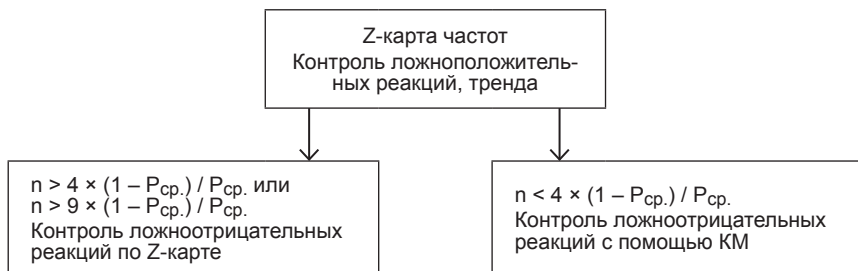 Z-карта частот
Контроль ложноположитель-
ных реакций, тренда
n > 4 × (1 – Pср.) / Pср. или
n > 9 × (1 – Pср.) / Pср.
Контроль ложноотрицательных
реакций по Z-карте
n < 4 × (1 – Pср.) / Pср.
Контроль ложноотрицательных
реакций с помощью КМ